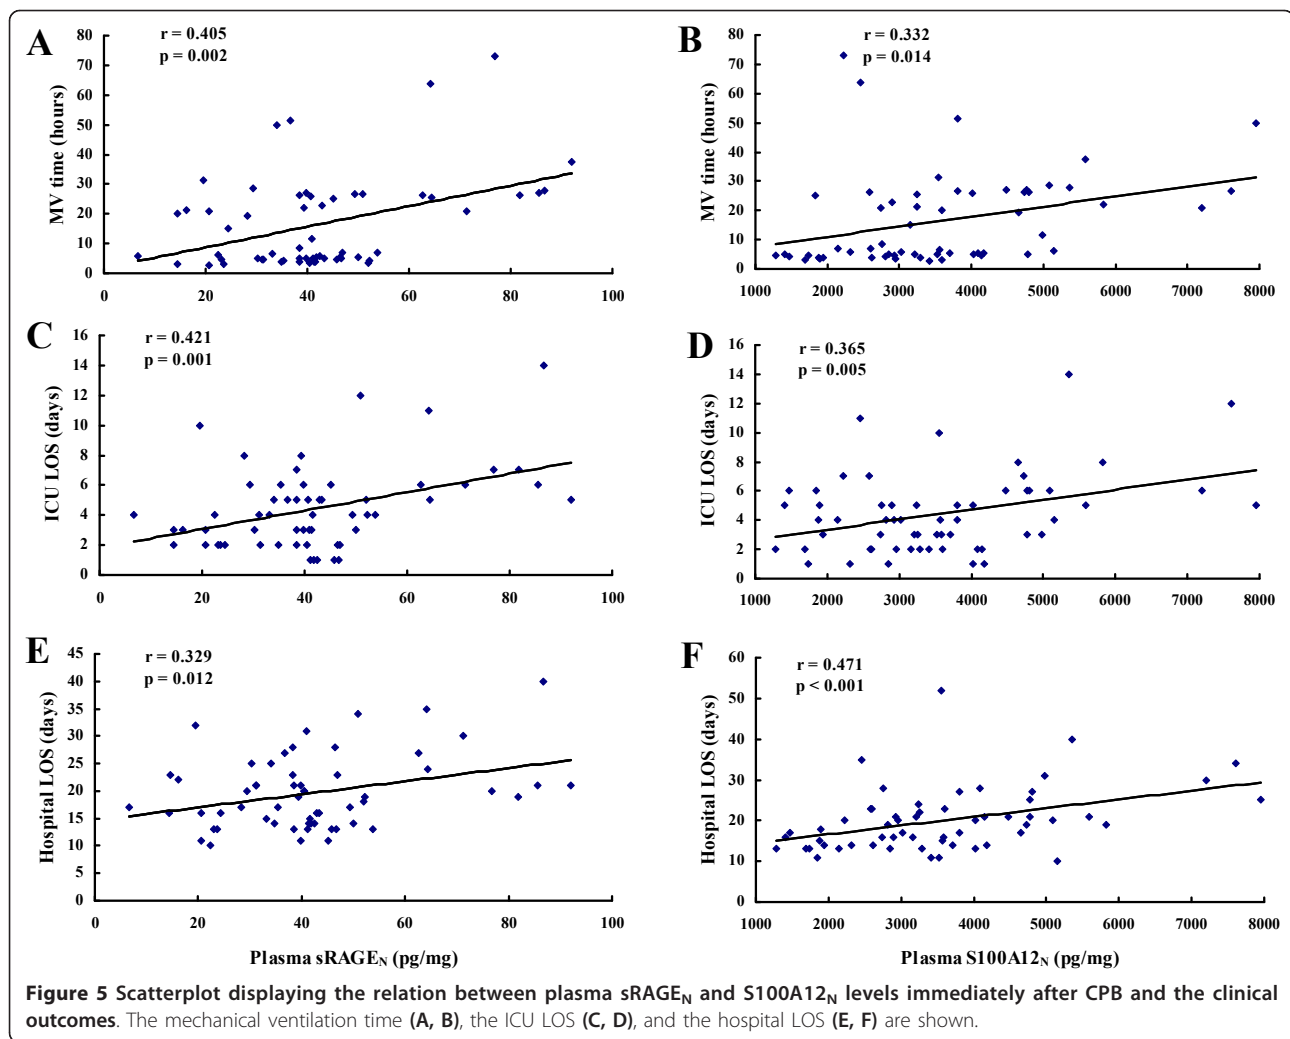 A
r = 0.405
p = 0.002
MV time (hours)
80
70
60
50
40
30
20
10
0
0 20 40 60 80 100
B
r = 0.332
p = 0.014
MV time (hours)
80
70
60
50
40
30
20
10
0
1000 2000 3000 4000 5000 6000 7000 8000
C
r = 0.421
p = 0.001
ICU LOS (days)
16
14
12
10
8
6
4
2
0
0 20 40 60 80 100
D
r = 0.365
p = 0.005
ICU LOS (days)
16
14
12
10
8
6
4
2
0
1000 2000 3000 4000 5000 6000 7000 8000
E
r = 0.329
p = 0.012
Hospital LOS (days)
45
40
35
30
25
20
15
10
5
0
0 20 40 60 80 100
Plasma sRAGEN (pg/mg)
F
r = 0.471
p < 0.001
Hospital LOS (days)
60
50
40
30
20
10
0
1000 2000 3000 4000 5000 6000 7000 8000
Plasma S100A12N (pg/mg)
Figure 5 Scatterplot displaying the relation between plasma sRAGEN and S100A12N levels immediately after CPB and the clinical
outcomes. The mechanical ventilation time (A, B), the ICU LOS (C, D), and the hospital LOS (E, F) are shown.